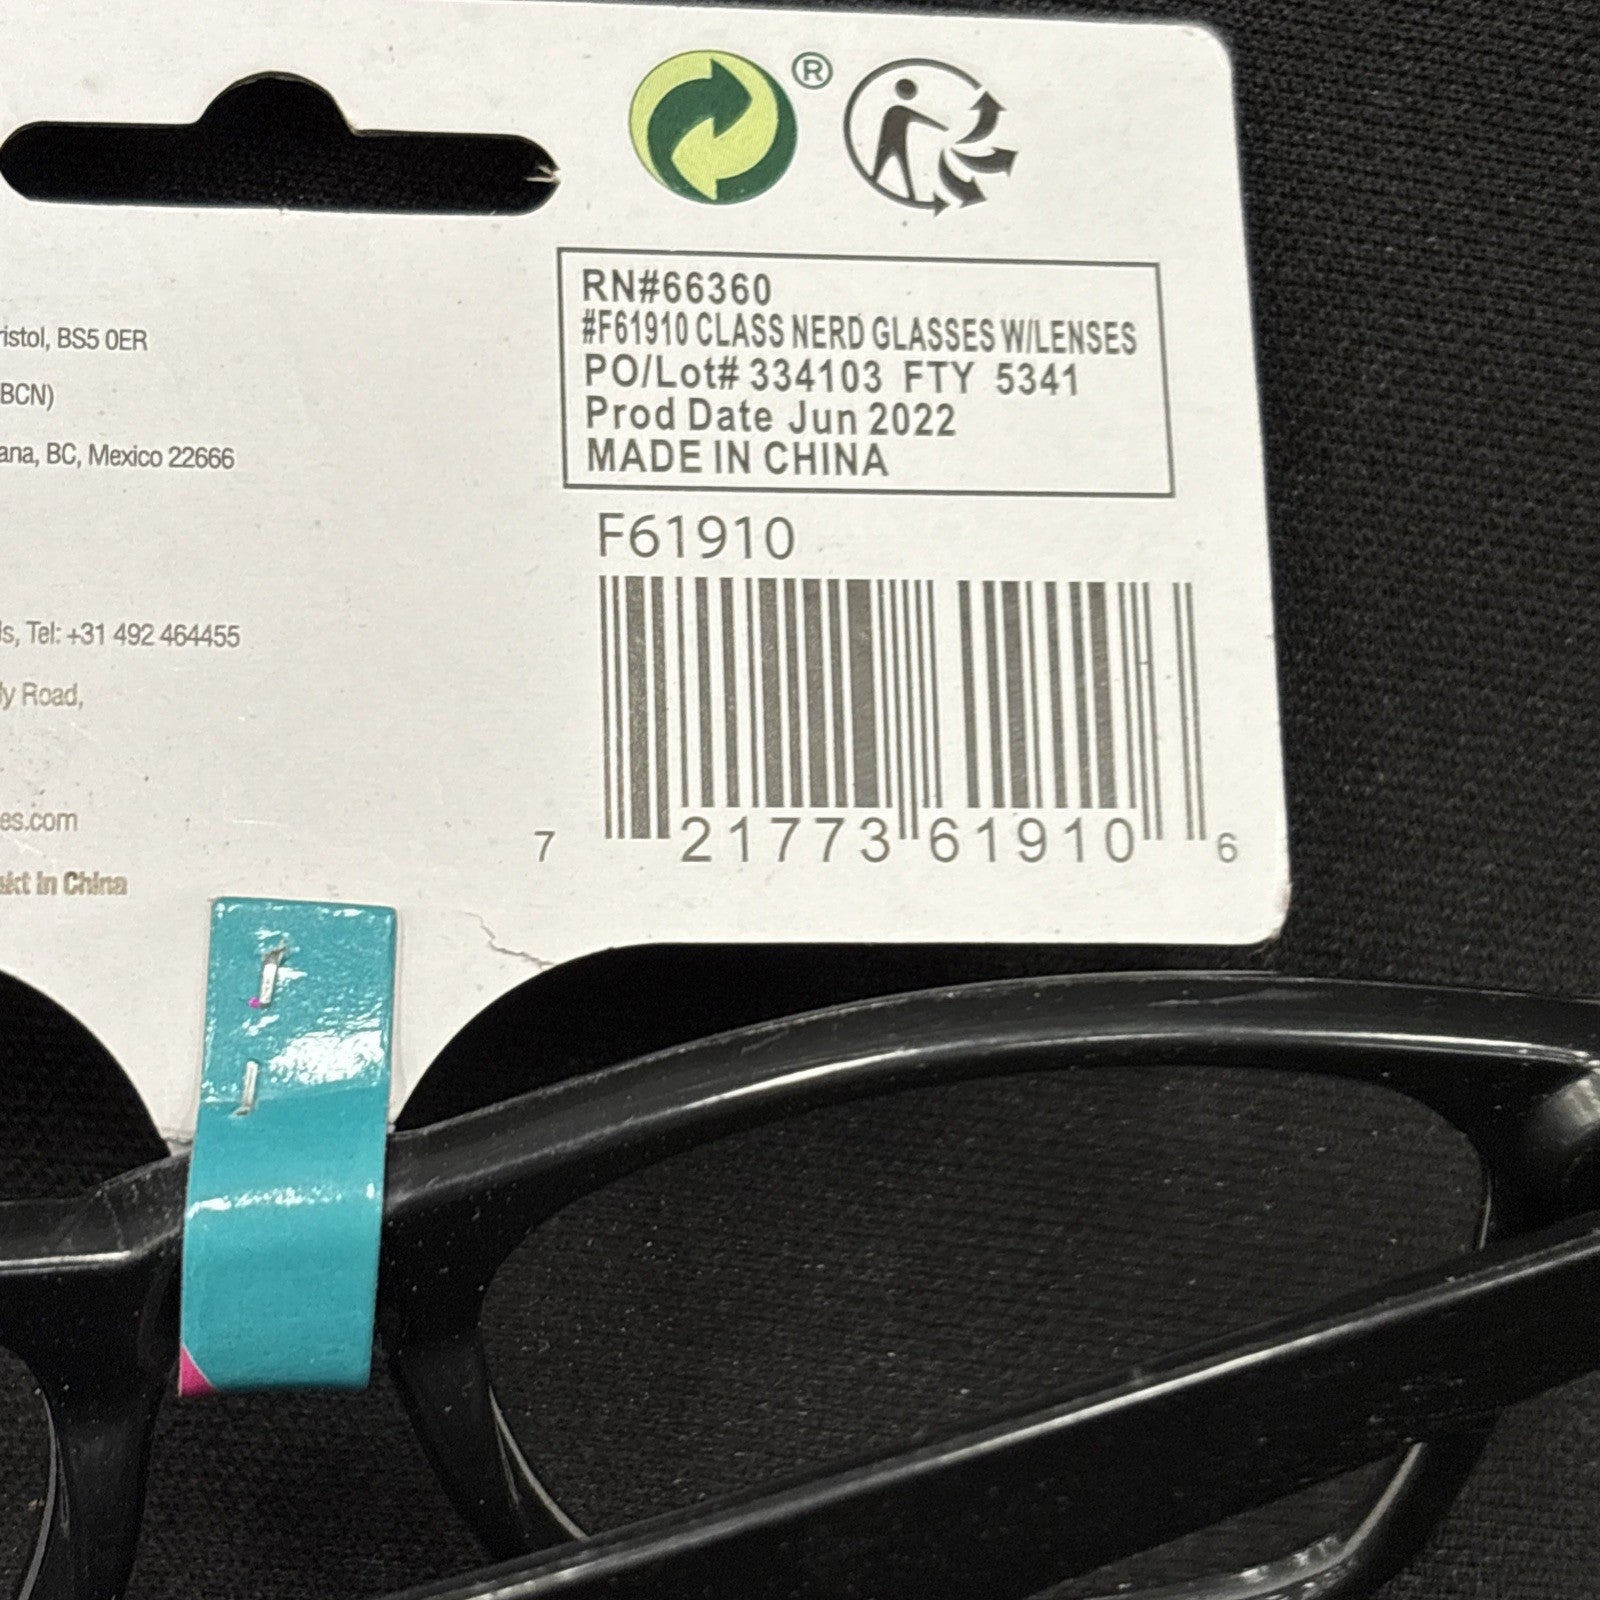 ®
RN#66360
#F61910 CLASS NERD GLASSES W/LENSES
PO/Lot# 334103 FTY 5341
Prod Date Jun 2022
MADE IN CHINA
F61910
7 21773 61910 6
ristol, BS5 0ER
BCN)
ana, BC, Mexico 22666
ls, Tel: +31 492 464455
y Road,
es.com
akt in China